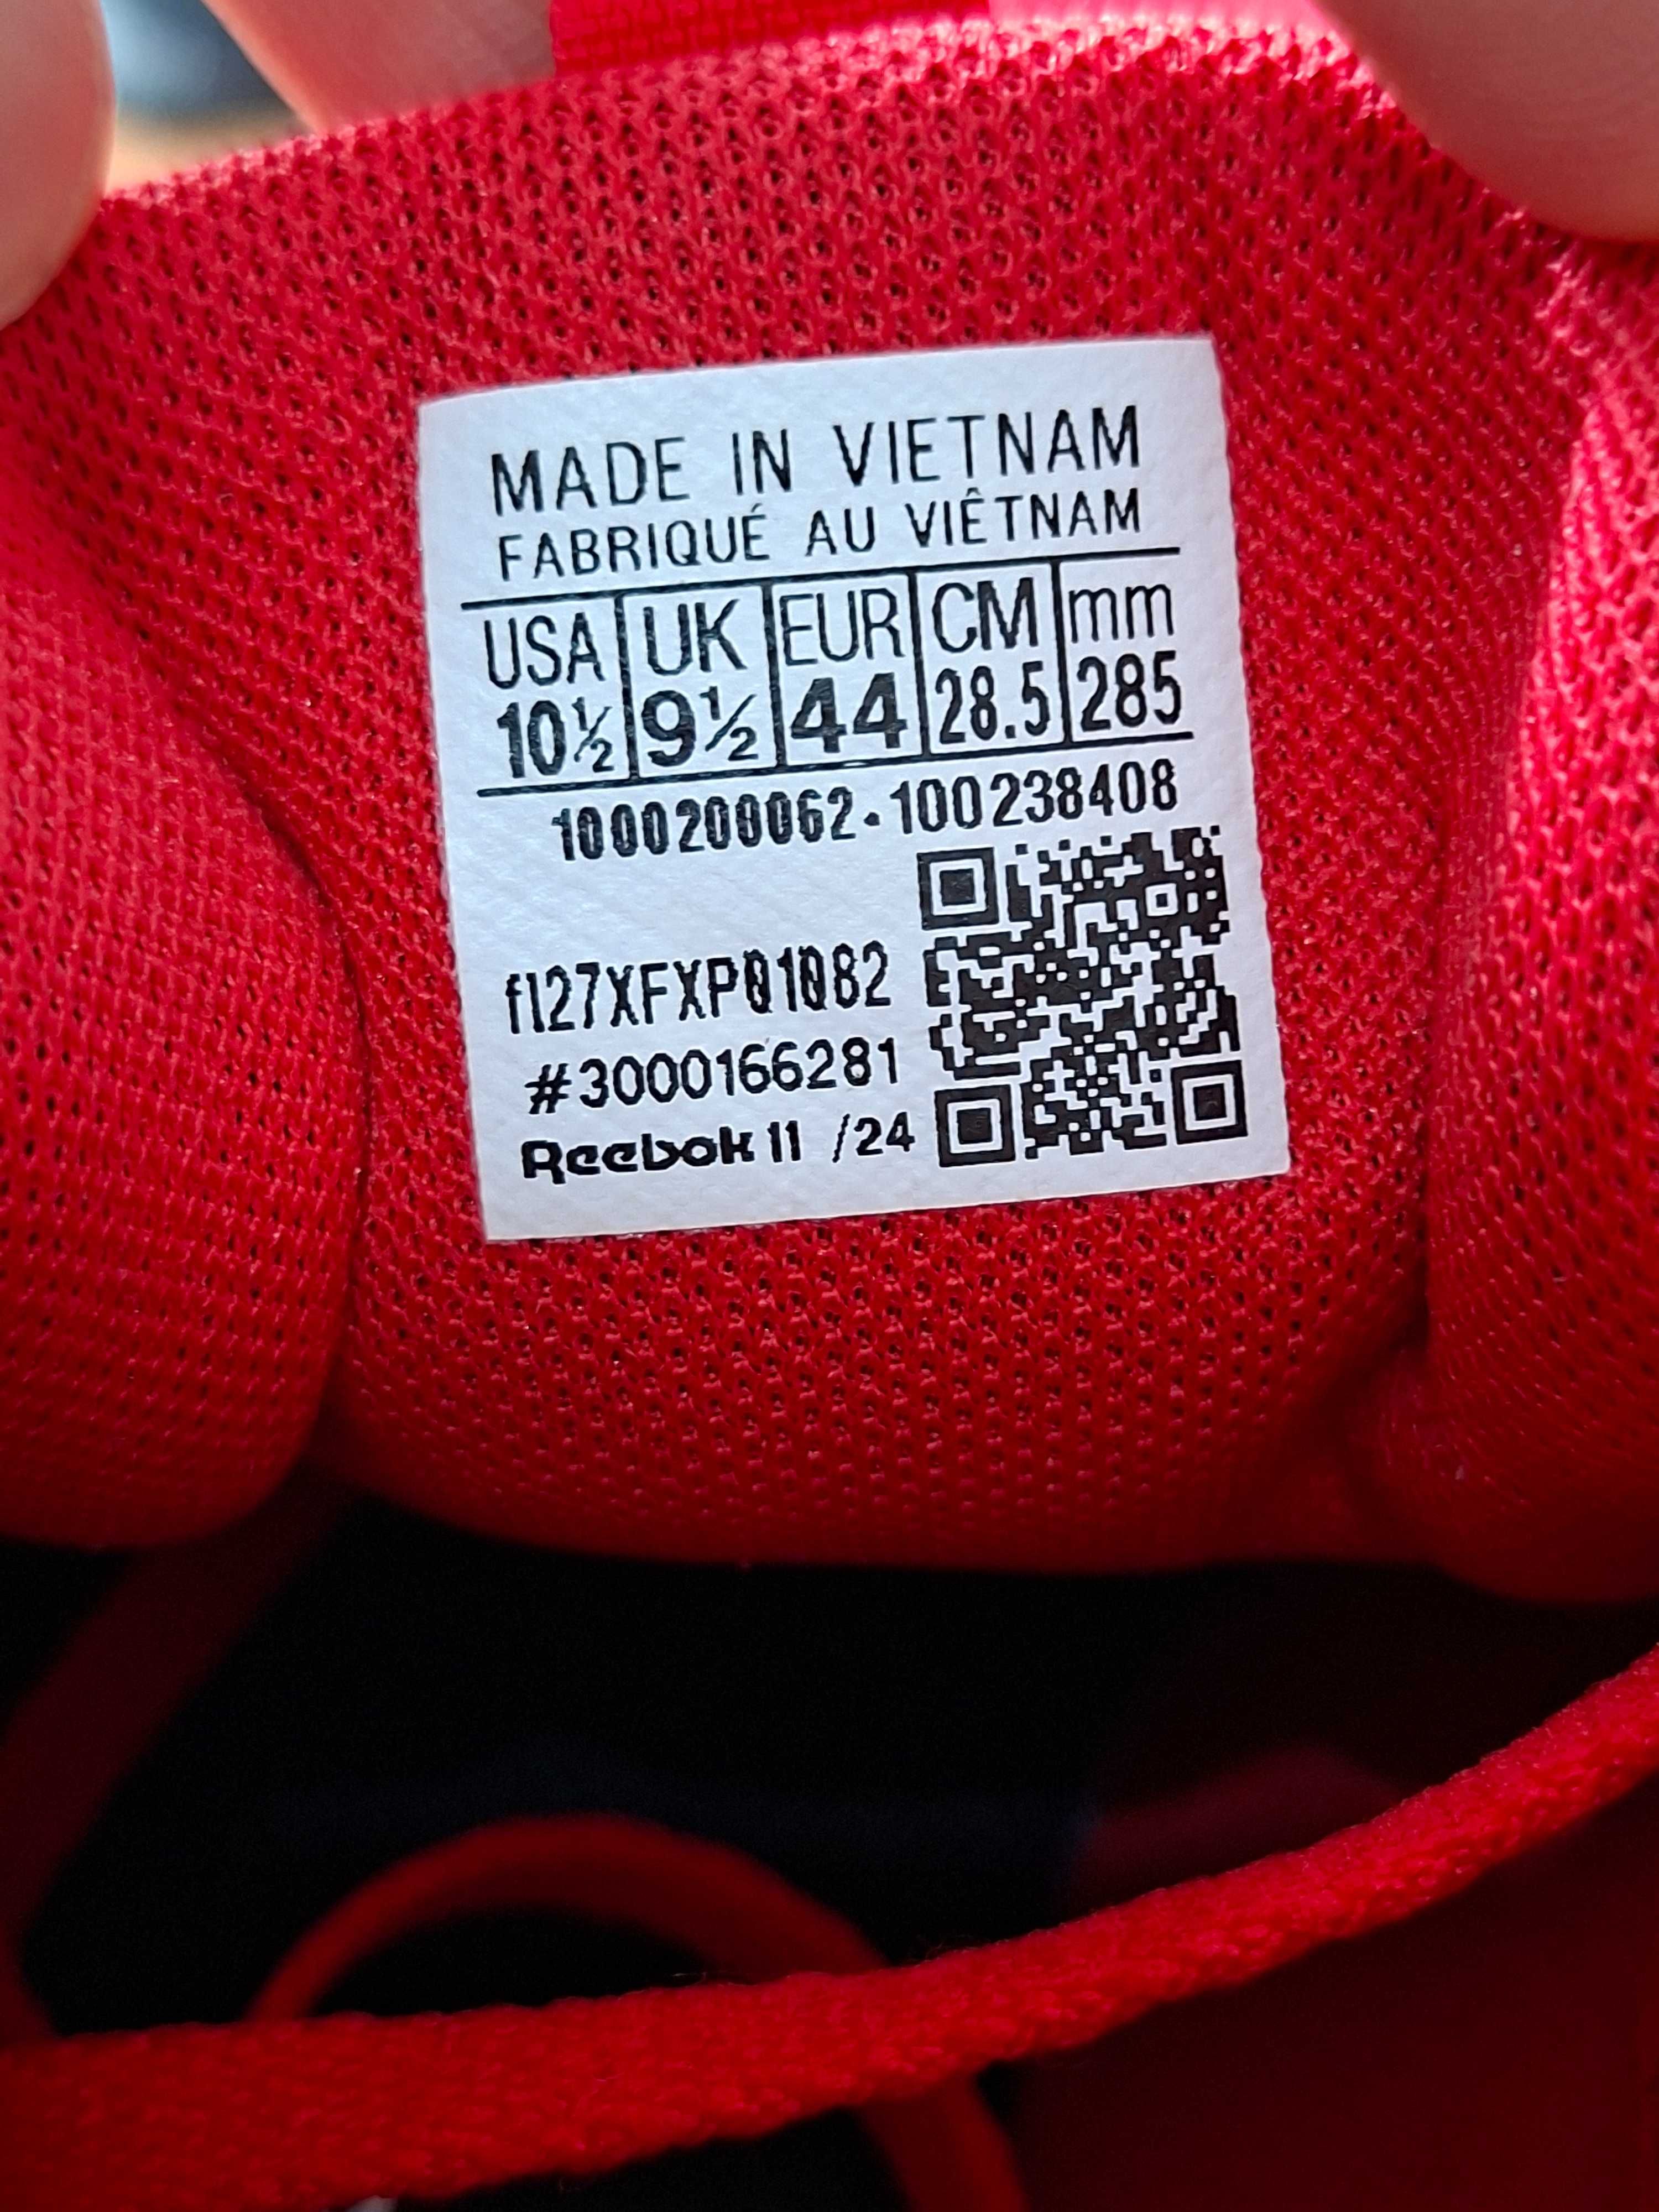 MADE IN VIETNAM
FABRIQUÉ AU VIÊTNAM
USA UK EUR CM mm
10½ 9½ 44 28.5 285
1000200062·100238408
fl27XFXP01082
#3000166281
Reebok 11 /24